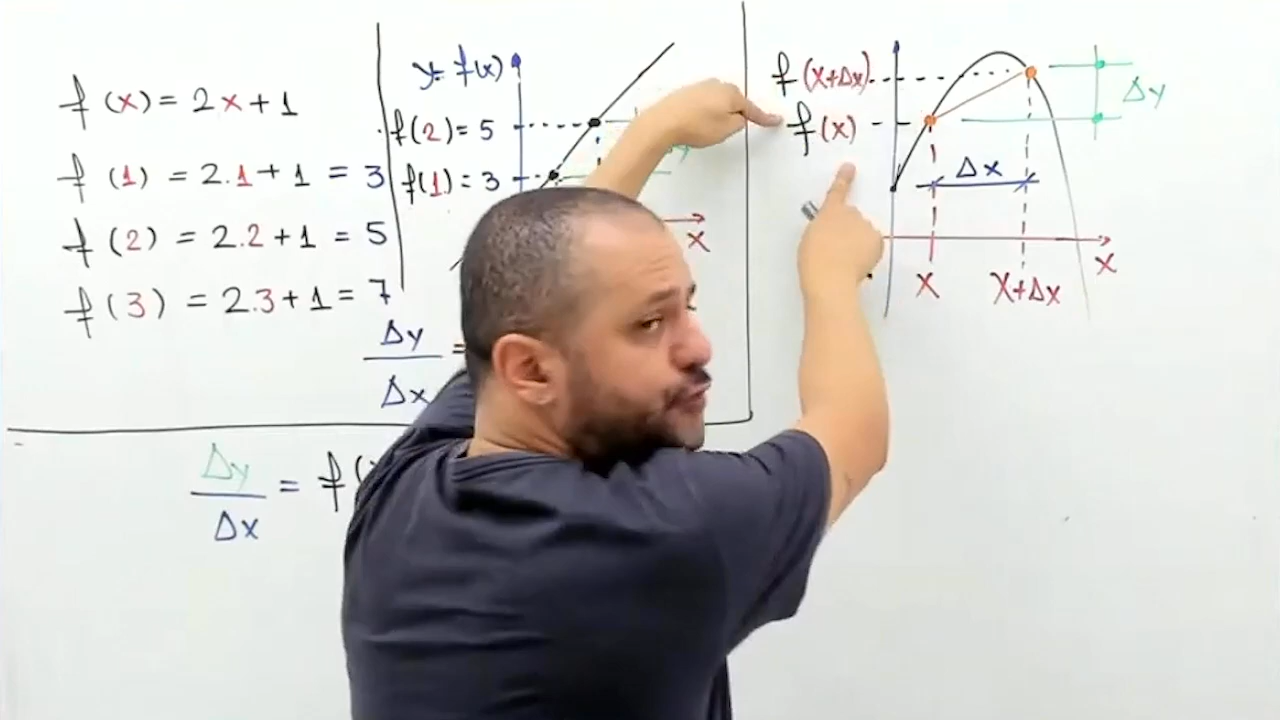 f(x) = 2x+1
f(1) = 2.1+1 = 3
f(2) = 2.2+1 = 5
f(3) = 2.3+1 = 7
y= f(x)
f(2) = 5
f(1) = 3
x
Δy
Δx
=
f(x+Δx)
f(x)
Δy
Δx
x
x+Δx
x
Δy
Δx
= f(